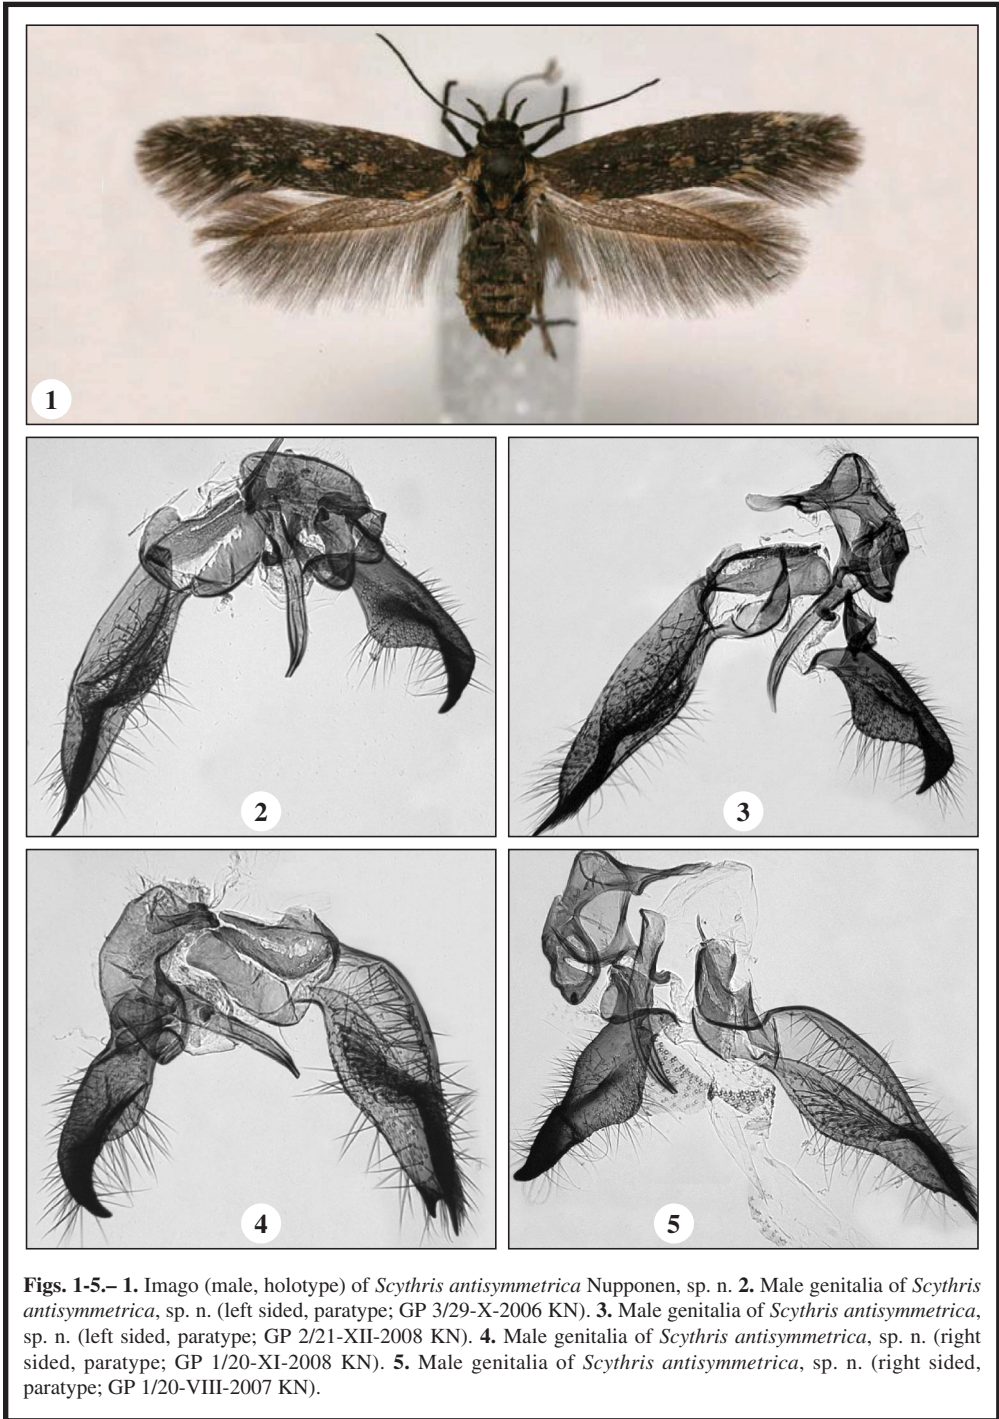 1
2
3
4
5
Figs. 1-5.– 1. Imago (male, holotype) of Scythris antisymmetrica Nupponen, sp. n. 2. Male genitalia of Scythris
antisymmetrica, sp. n. (left sided, paratype; GP 3/29-X-2006 KN). 3. Male genitalia of Scythris antisymmetrica,
sp. n. (left sided, paratype; GP 2/21-XII-2008 KN). 4. Male genitalia of Scythris antisymmetrica, sp. n. (right
sided, paratype; GP 1/20-XI-2008 KN). 5. Male genitalia of Scythris antisymmetrica, sp. n. (right sided,
paratype; GP 1/20-VIII-2007 KN).